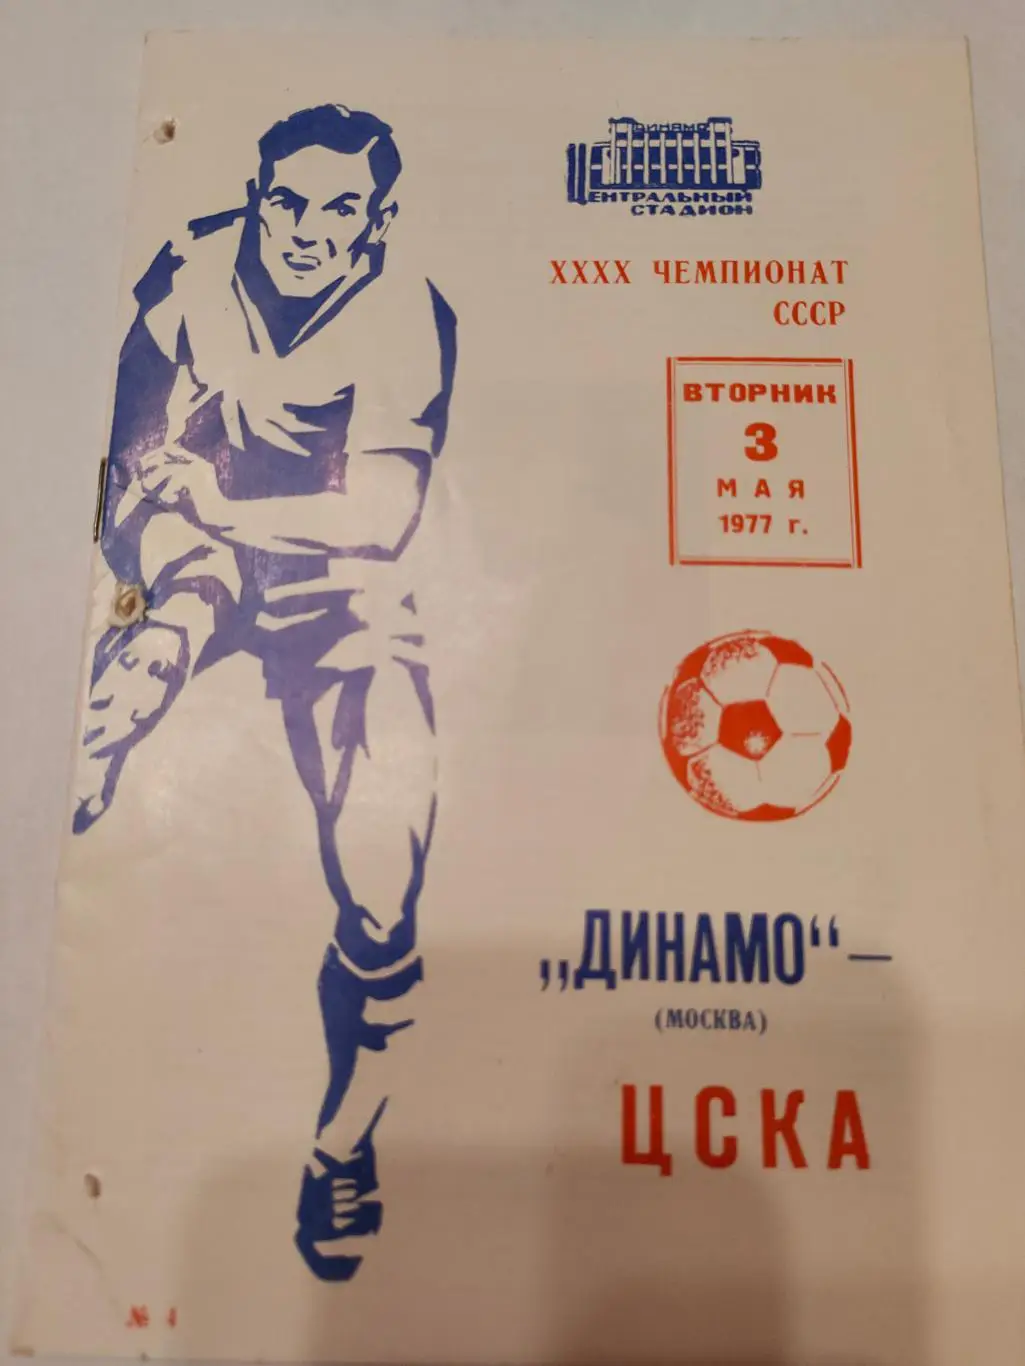 ДИНАМО
ЦЕНТРАЛЬНЫЙ
СТАДИОН
XXXX ЧЕМПИОНАТ
СССР
ВТОРНИК
3
МАЯ
1977 г.
„ДИНАМО“ –
(МОСКВА)
ЦСКА
№ 4